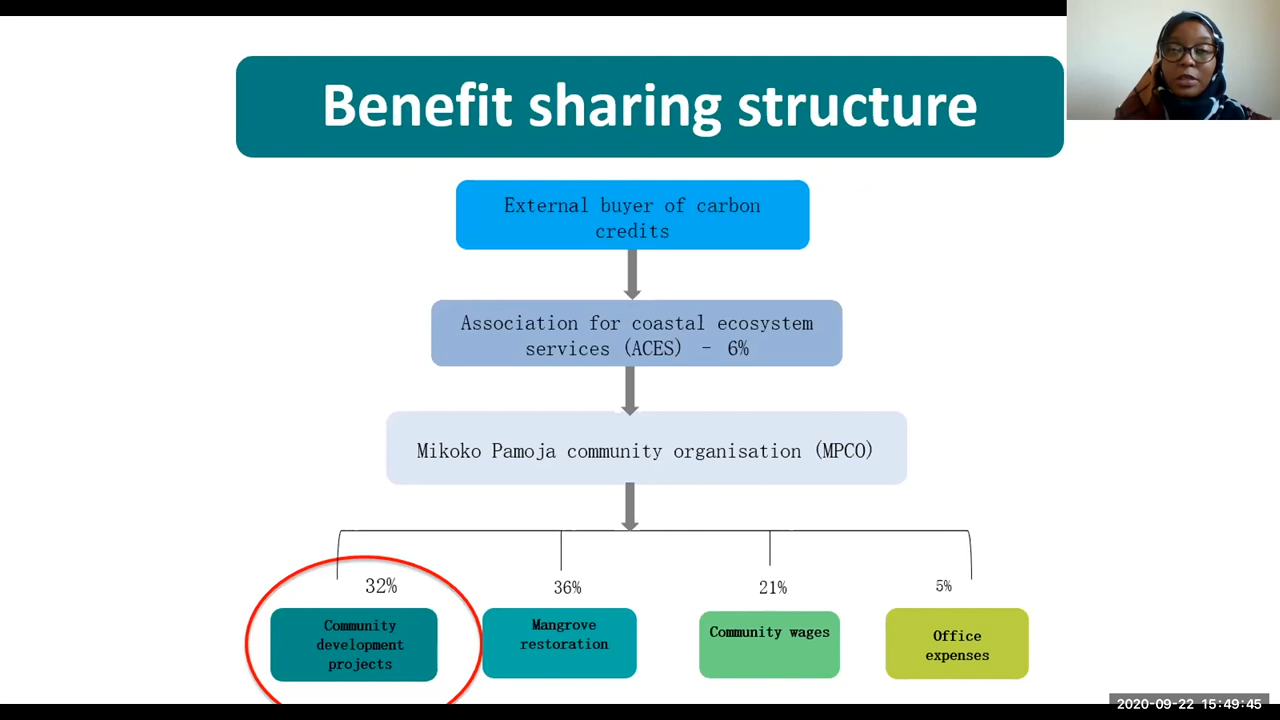 Benefit sharing structure
External buyer of carbon
credits
Association for coastal ecosystem
services (ACES) - 6%
Mikoko Pamoja community organisation (MPCO)
32%
36%
21%
5%
Community
development
projects
Mangrove
restoration
Community wages
Office
expenses
2020-09-22 15:49:45